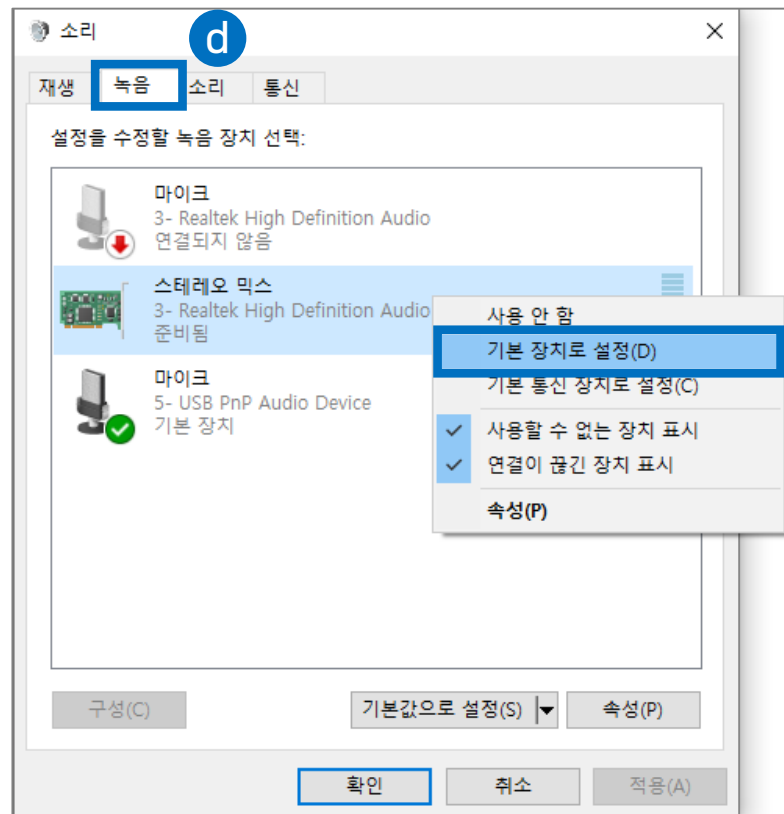 소리
d
재생 녹음 소리 통신
설정을 수정할 녹음 장치 선택:
마이크
3- Realtek High Definition Audio
연결되지 않음
스테레오 믹스
3- Realtek High Definition Audio
준비됨
마이크
5- USB PnP Audio Device
기본 장치
사용 안 함
기본 장치로 설정(D)
기본 통신 장치로 설정(C)
사용할 수 없는 장치 표시
연결이 끊긴 장치 표시
속성(P)
구성(C) 기본값으로 설정(S) 속성(P)
확인 취소 적용(A)